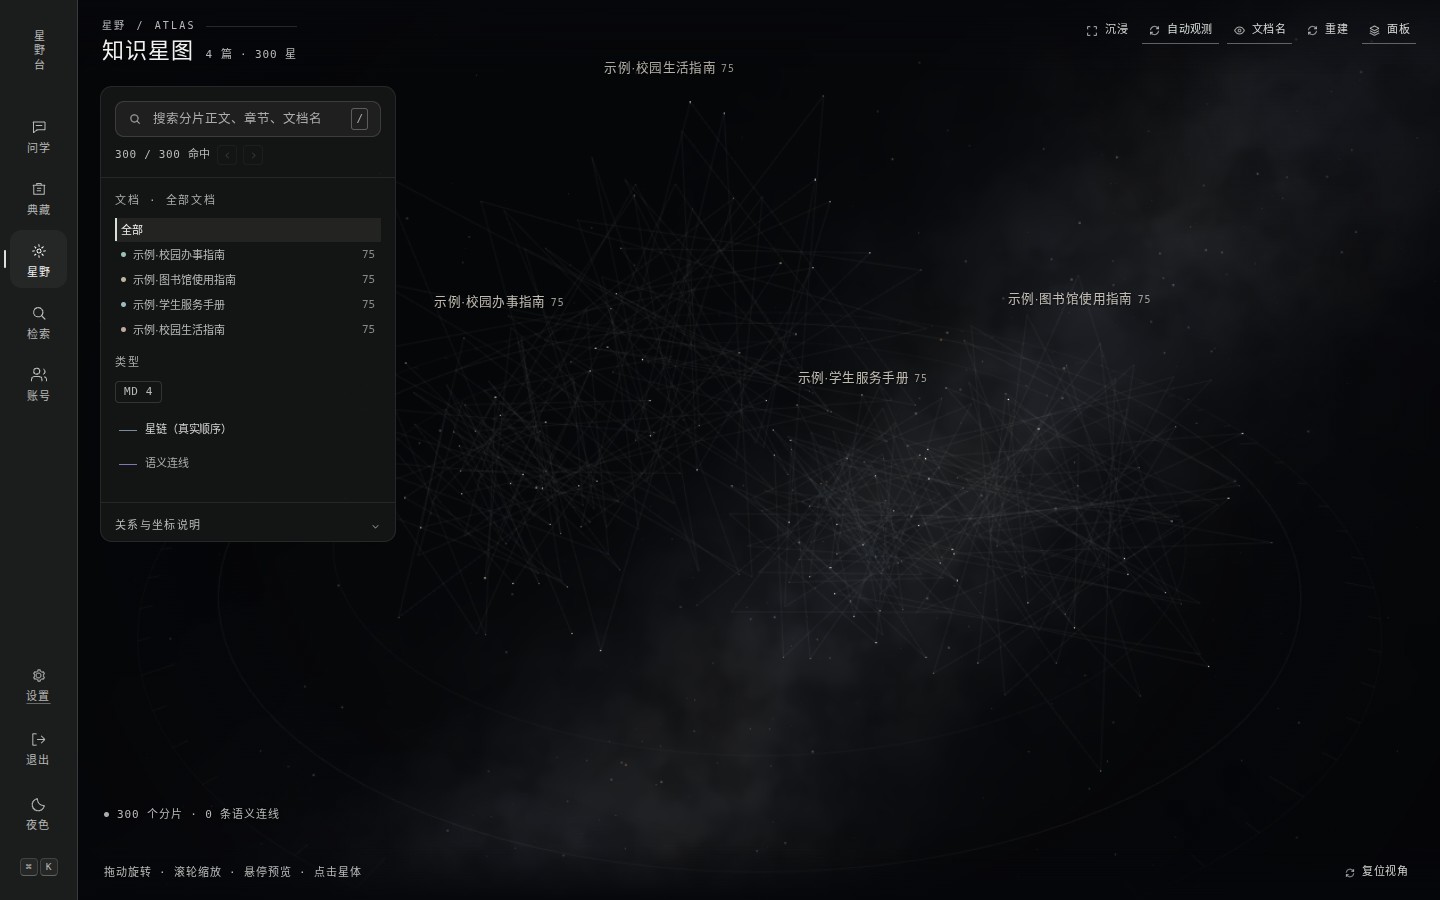 星野台
问学
典藏
星野
检索
账号
设置
退出
夜色
⌘ K
星野 / ATLAS
知识星图 4 篇 · 300 星
沉浸 自动观测 文档名 重建 面板
搜索分片正文、章节、文档名 /
300 / 300 命中
文档 · 全部文档
全部
示例·校园办事指南 75
示例·图书馆使用指南 75
示例·学生服务手册 75
示例·校园生活指南 75
类型
MD 4
星链（真实顺序）
语义连线
关系与坐标说明
示例·校园生活指南 75
示例·校园办事指南 75
示例·图书馆使用指南 75
示例·学生服务手册 75
300 个分片 · 0 条语义连线
拖动旋转 · 滚轮缩放 · 悬停预览 · 点击星体
复位视角